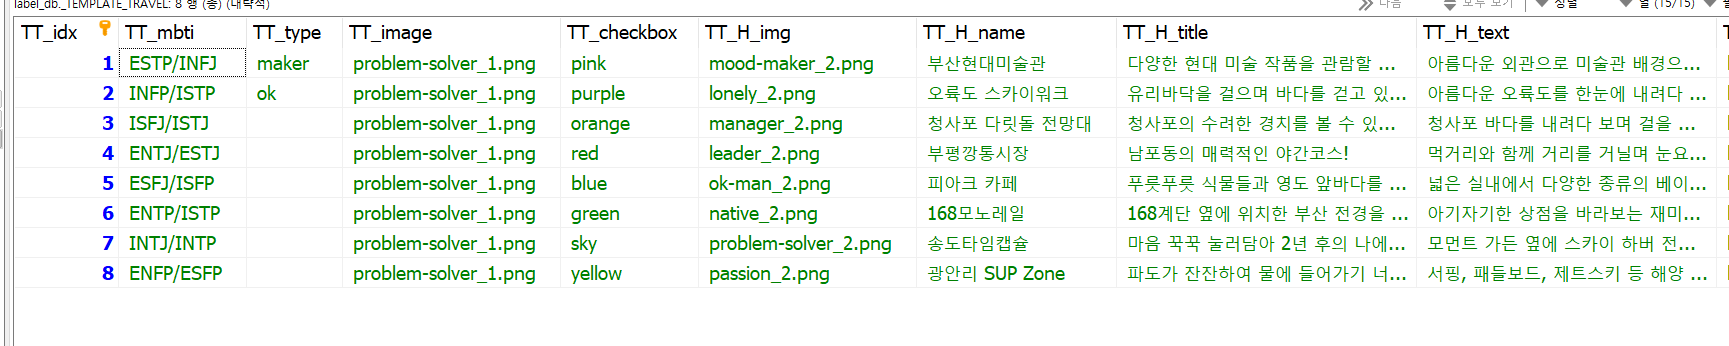 label_db._TEMPLATE_TRAVEL: 8 행 (총) (대략적) 다음 모두 보기 정렬 열 (15/15)
TT_idx TT_mbti TT_type TT_image TT_checkbox TT_H_img TT_H_name TT_H_title TT_H_text
1 ESTP/INFJ maker problem-solver_1.png pink mood-maker_2.png 부산현대미술관 다양한 현대 미술 작품을 관람할 ... 아름다운 외관으로 미술관 배경으...
2 INFP/ISTP ok problem-solver_1.png purple lonely_2.png 오륙도 스카이워크 유리바닥을 걸으며 바다를 걷고 있... 아름다운 오륙도를 한눈에 내려다 ...
3 ISFJ/ISTJ problem-solver_1.png orange manager_2.png 청사포 다릿돌 전망대 청사포의 수려한 경치를 볼 수 있... 청사포 바다를 내려다 보며 걸을 ...
4 ENTJ/ESTJ problem-solver_1.png red leader_2.png 부평깡통시장 남포동의 매력적인 야간코스! 먹거리와 함께 거리를 거닐며 눈요...
5 ESFJ/ISFP problem-solver_1.png blue ok-man_2.png 피아크 카페 푸릇푸릇 식물들과 영도 앞바다를 ... 넓은 실내에서 다양한 종류의 베이...
6 ENTP/ISTP problem-solver_1.png green native_2.png 168모노레일 168계단 옆에 위치한 부산 전경을 ... 아기자기한 상점을 바라보는 재미...
7 INTJ/INTP problem-solver_1.png sky problem-solver_2.png 송도타임캡슐 마음 꾹꾹 눌러담아 2년 후의 나에... 모먼트 가든 옆에 스카이 하버 전...
8 ENFP/ESFP problem-solver_1.png yellow passion_2.png 광안리 SUP Zone 파도가 잔잔하여 물에 들어가기 너... 서핑, 패들보드, 제트스키 등 해양 ...